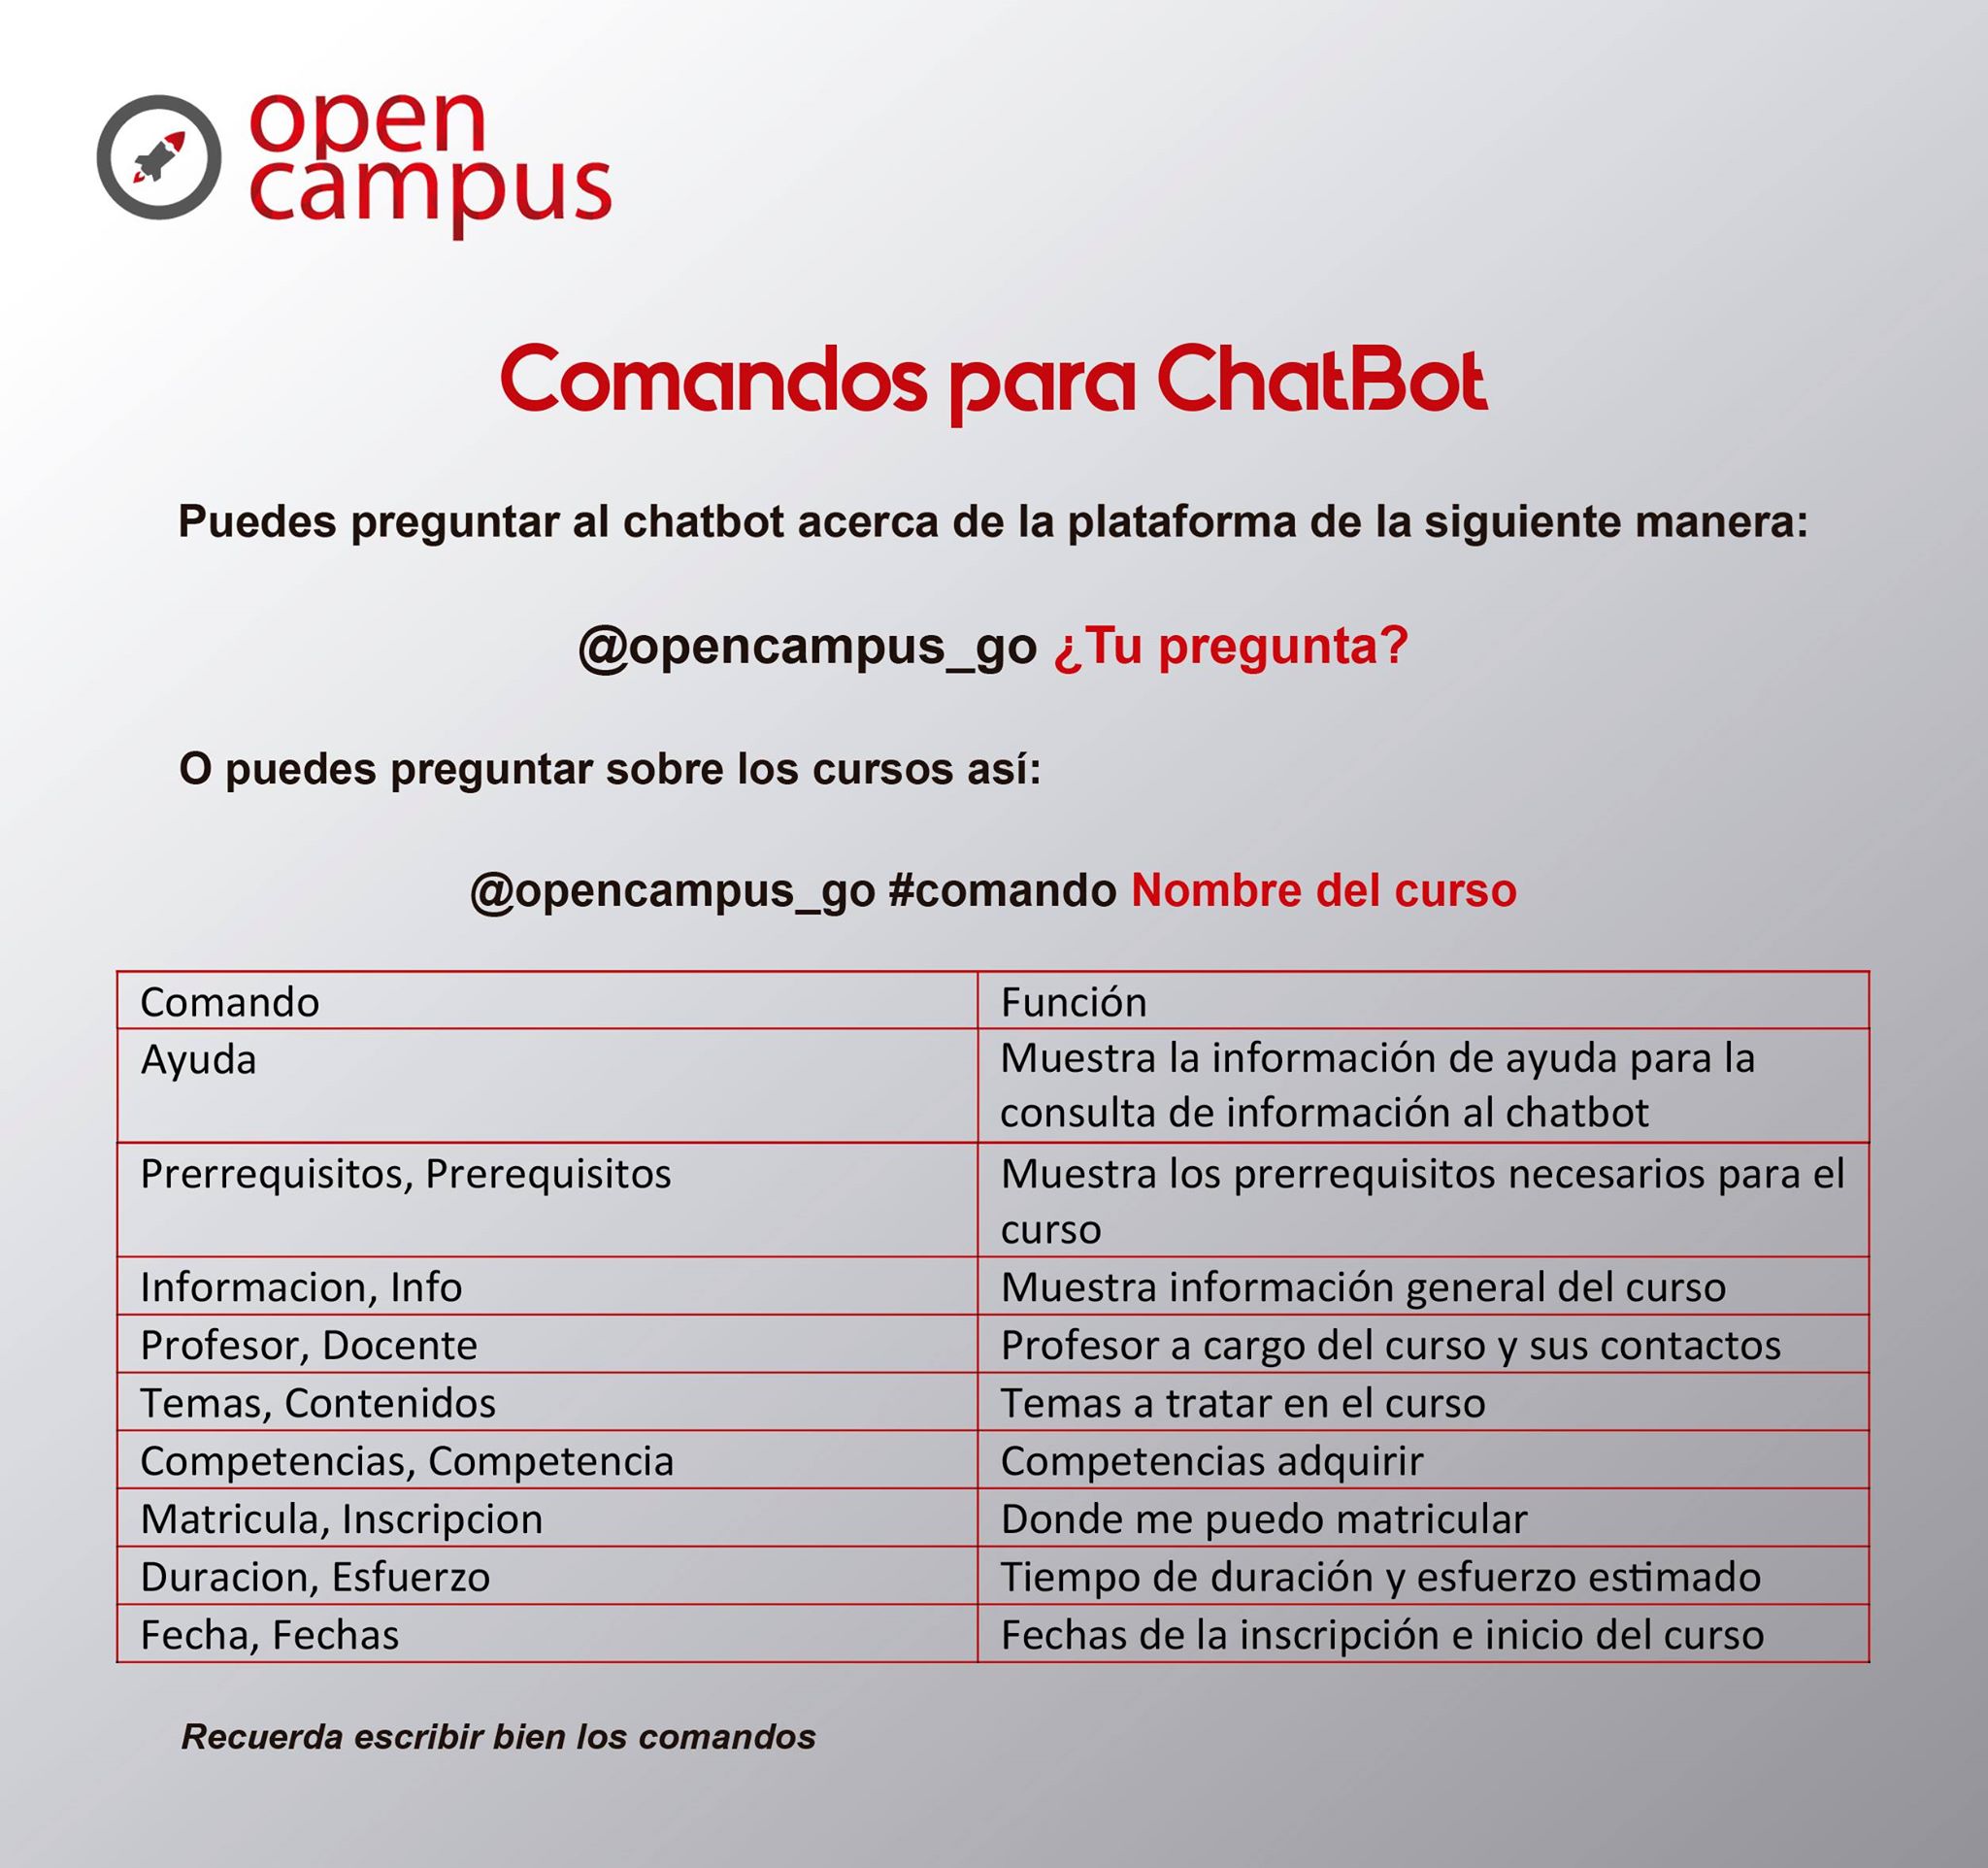 open
campus
Comandos para ChatBot
Puedes preguntar al chatbot acerca de la plataforma de la siguiente manera:
@opencampus_go ¿Tu pregunta?
O puedes preguntar sobre los cursos así:
@opencampus_go #comando Nombre del curso
Comando Función
Ayuda Muestra la información de ayuda para la
consulta de información al chatbot
Prerrequisitos, Prerequisitos Muestra los prerrequisitos necesarios para el
curso
Informacion, Info Muestra información general del curso
Profesor, Docente Profesor a cargo del curso y sus contactos
Temas, Contenidos Temas a tratar en el curso
Competencias, Competencia Competencias adquirir
Matricula, Inscripcion Donde me puedo matricular
Duracion, Esfuerzo Tiempo de duración y esfuerzo estimado
Fecha, Fechas Fechas de la inscripción e inicio del curso
Recuerda escribir bien los comandos